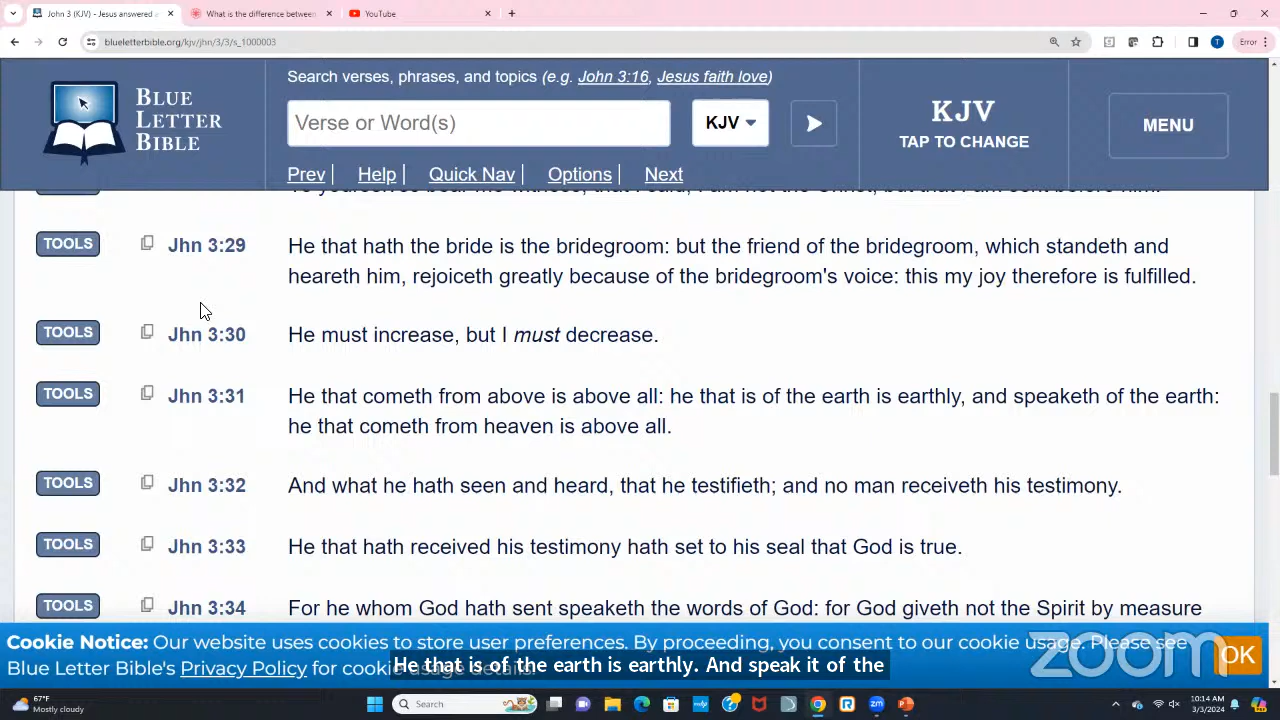 John 3 (KJV) - Jesus answered a
What is the difference between
YouTube
blueletterbible.org/kjv/jhn/3/3/s_1000003
Error
Search verses, phrases, and topics (e.g. John 3:16, Jesus faith love)
BLUE LETTER BIBLE
Verse or Word(s)
KJV
KJV
TAP TO CHANGE
MENU
Prev | Help | Quick Nav | Options | Next
TOOLS Jhn 3:29 He that hath the bride is the bridegroom: but the friend of the bridegroom, which standeth and
heareth him, rejoiceth greatly because of the bridegroom's voice: this my joy therefore is fulfilled.
TOOLS Jhn 3:30 He must increase, but I must decrease.
TOOLS Jhn 3:31 He that cometh from above is above all: he that is of the earth is earthly, and speaketh of the earth:
he that cometh from heaven is above all.
TOOLS Jhn 3:32 And what he hath seen and heard, that he testifieth; and no man receiveth his testimony.
TOOLS Jhn 3:33 He that hath received his testimony hath set to his seal that God is true.
TOOLS Jhn 3:34 For he whom God hath sent speaketh the words of God: for God giveth not the Spirit by measure
Cookie Notice: Our website uses cookies to store user preferences. By proceeding, you consent to our cookie usage. Please see
Blue Letter Bible's Privacy Policy for cookie usage details.
OK
He that is of the earth is earthly. And speak it of the
zoom
67°F
Mostly cloudy
Search
10:14 AM
3/3/2024